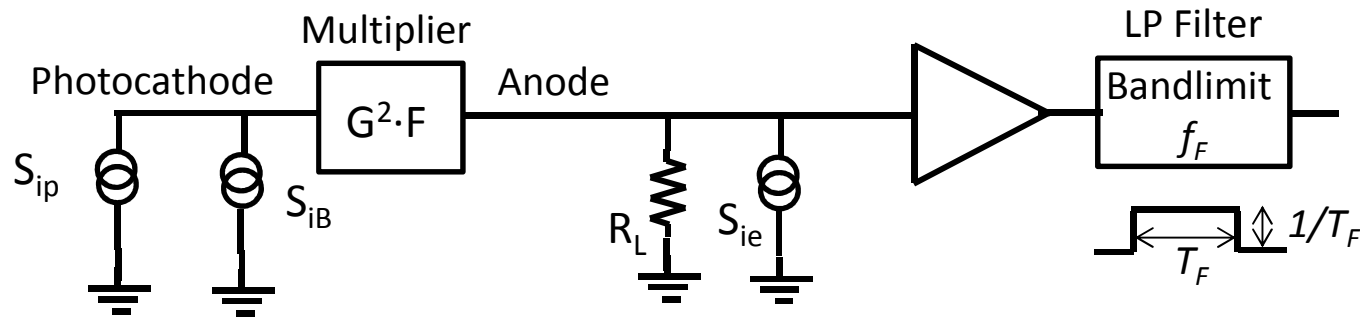 Multiplier
LP Filter
Photocathode
Anode
G²·F
Bandlimit
f_F
S_ip
S_iB
R_L
S_ie
1/T_F
T_F